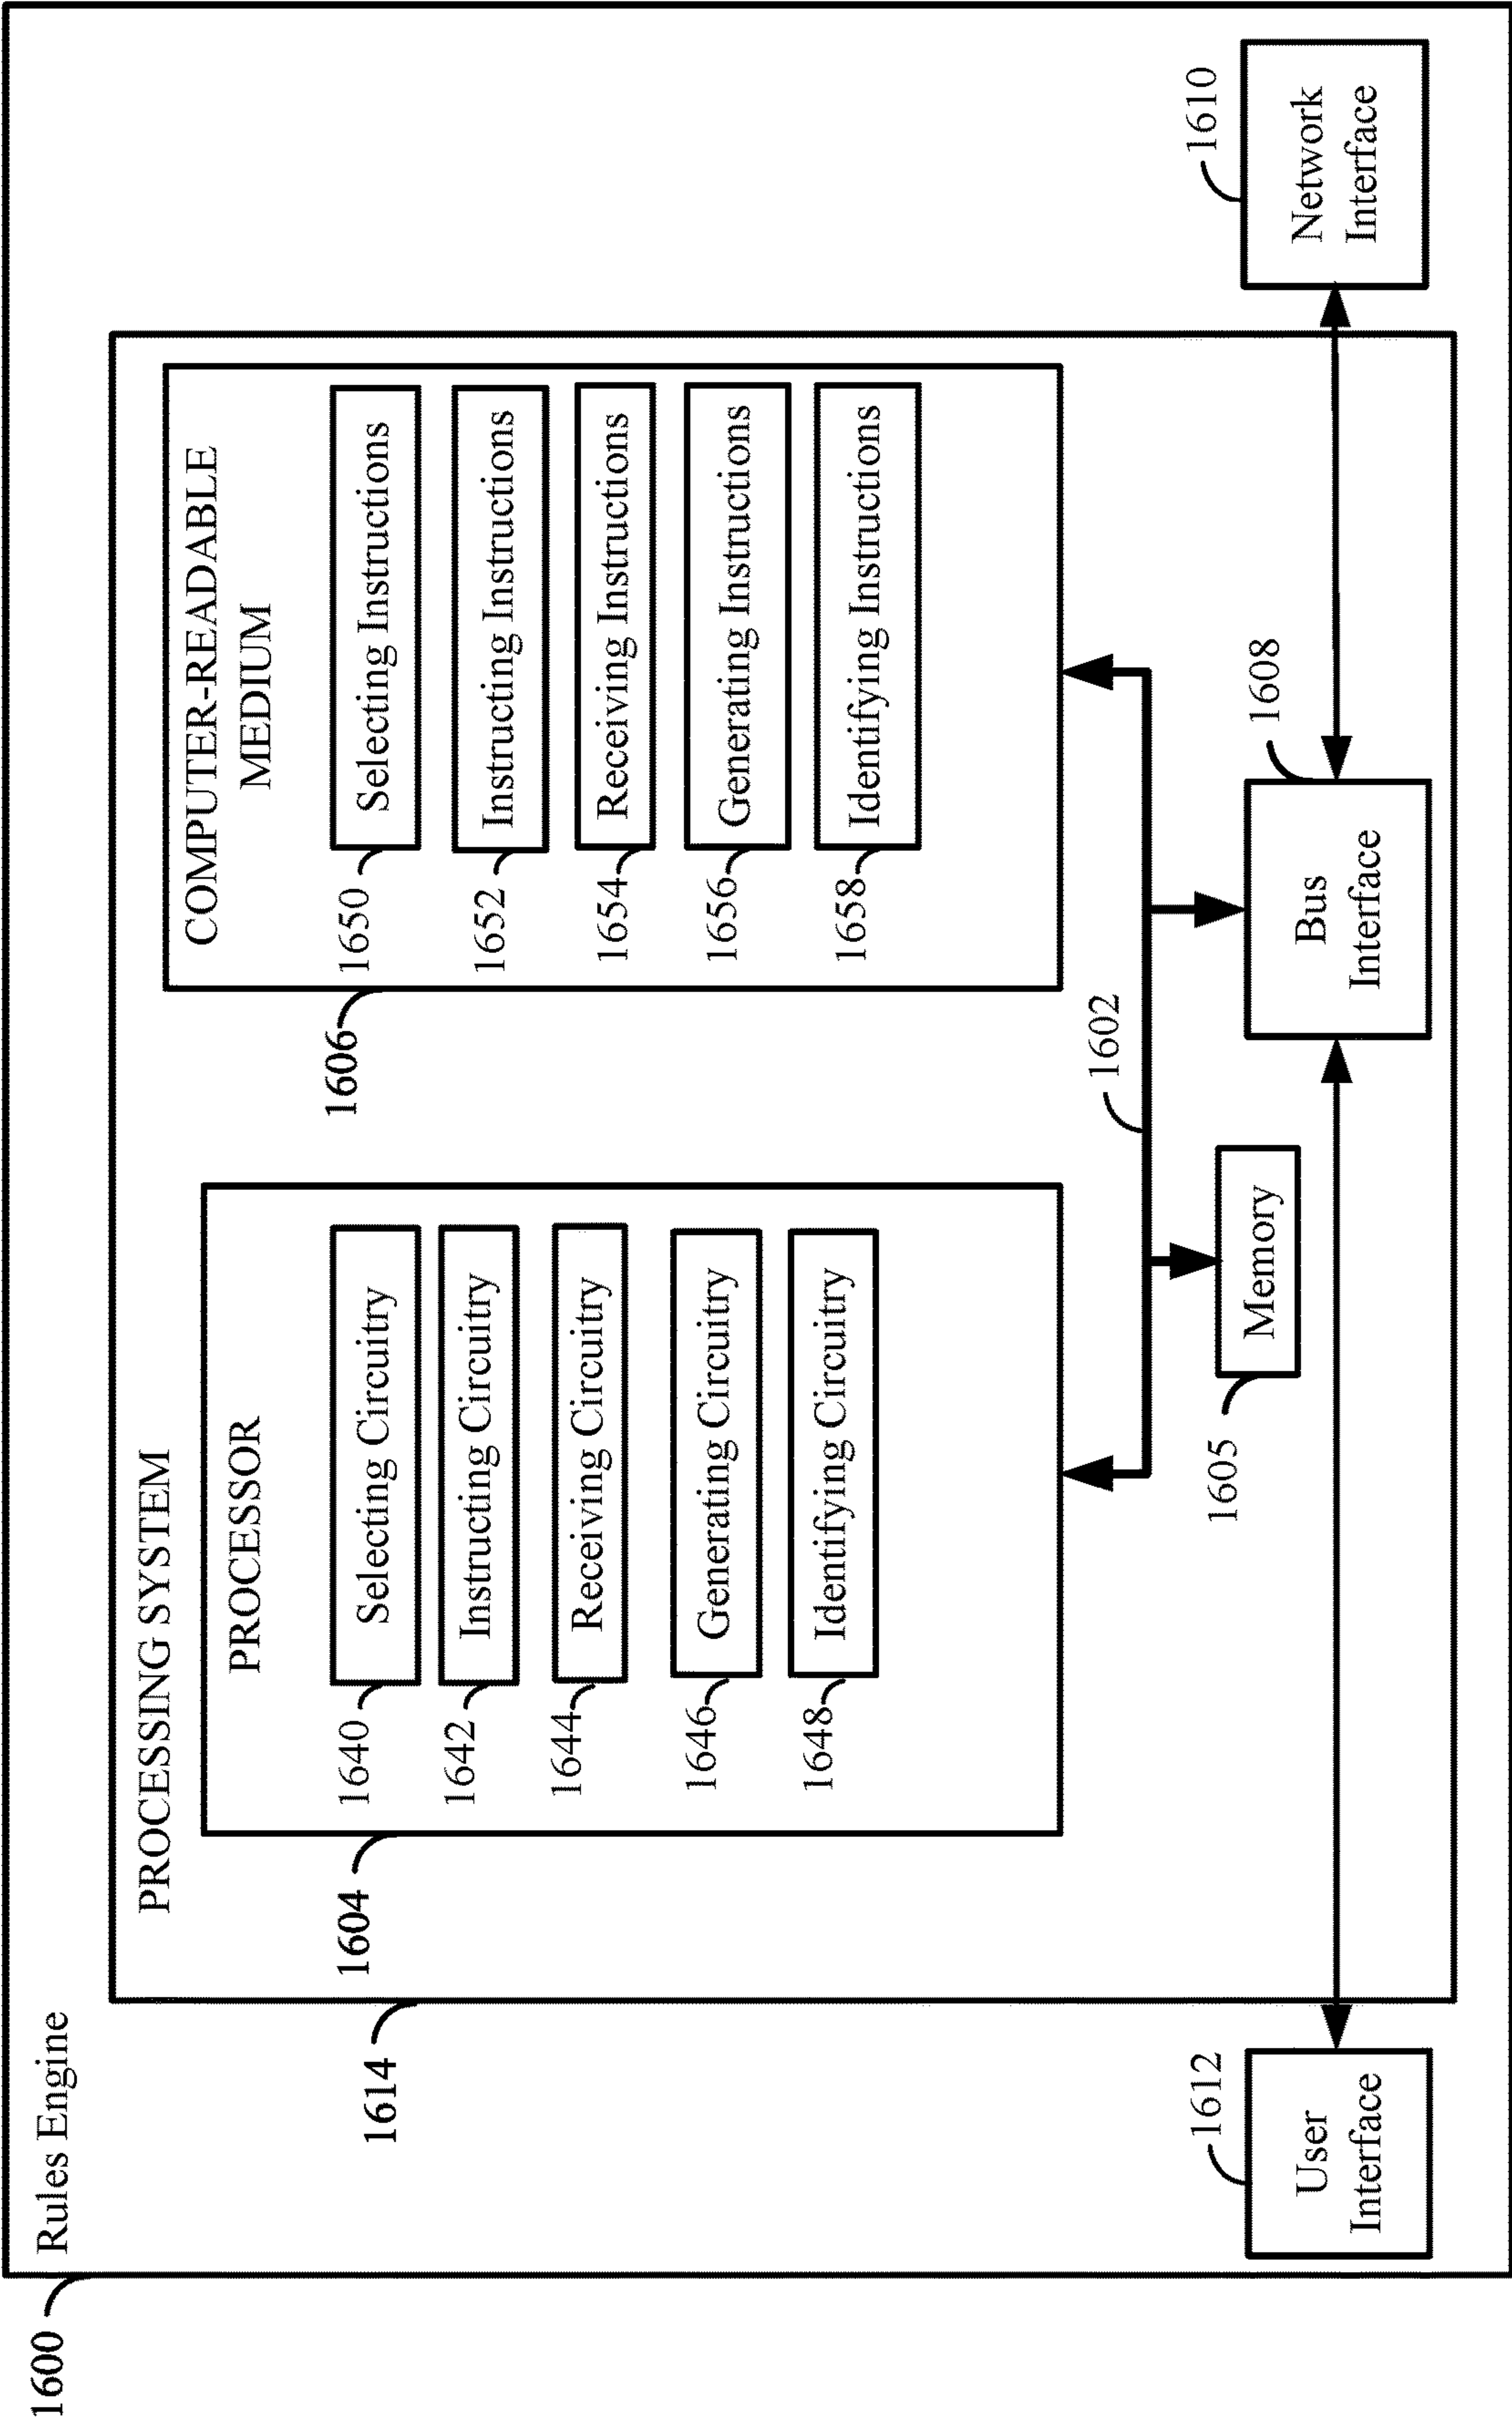 1600
Rules Engine
1614
PROCESSING SYSTEM
1604
PROCESSOR
1640
Selecting Circuitry
1642
Instructing Circuitry
1644
Receiving Circuitry
1646
Generating Circuitry
1648
Identifying Circuitry
1606
COMPUTER-READABLE
MEDIUM
1650
Selecting Instructions
1652
Instructing Instructions
1654
Receiving Instructions
1656
Generating Instructions
1658
Identifying Instructions
1602
1605
Memory
1608
Bus
Interface
1612
User
Interface
1610
Network
Interface